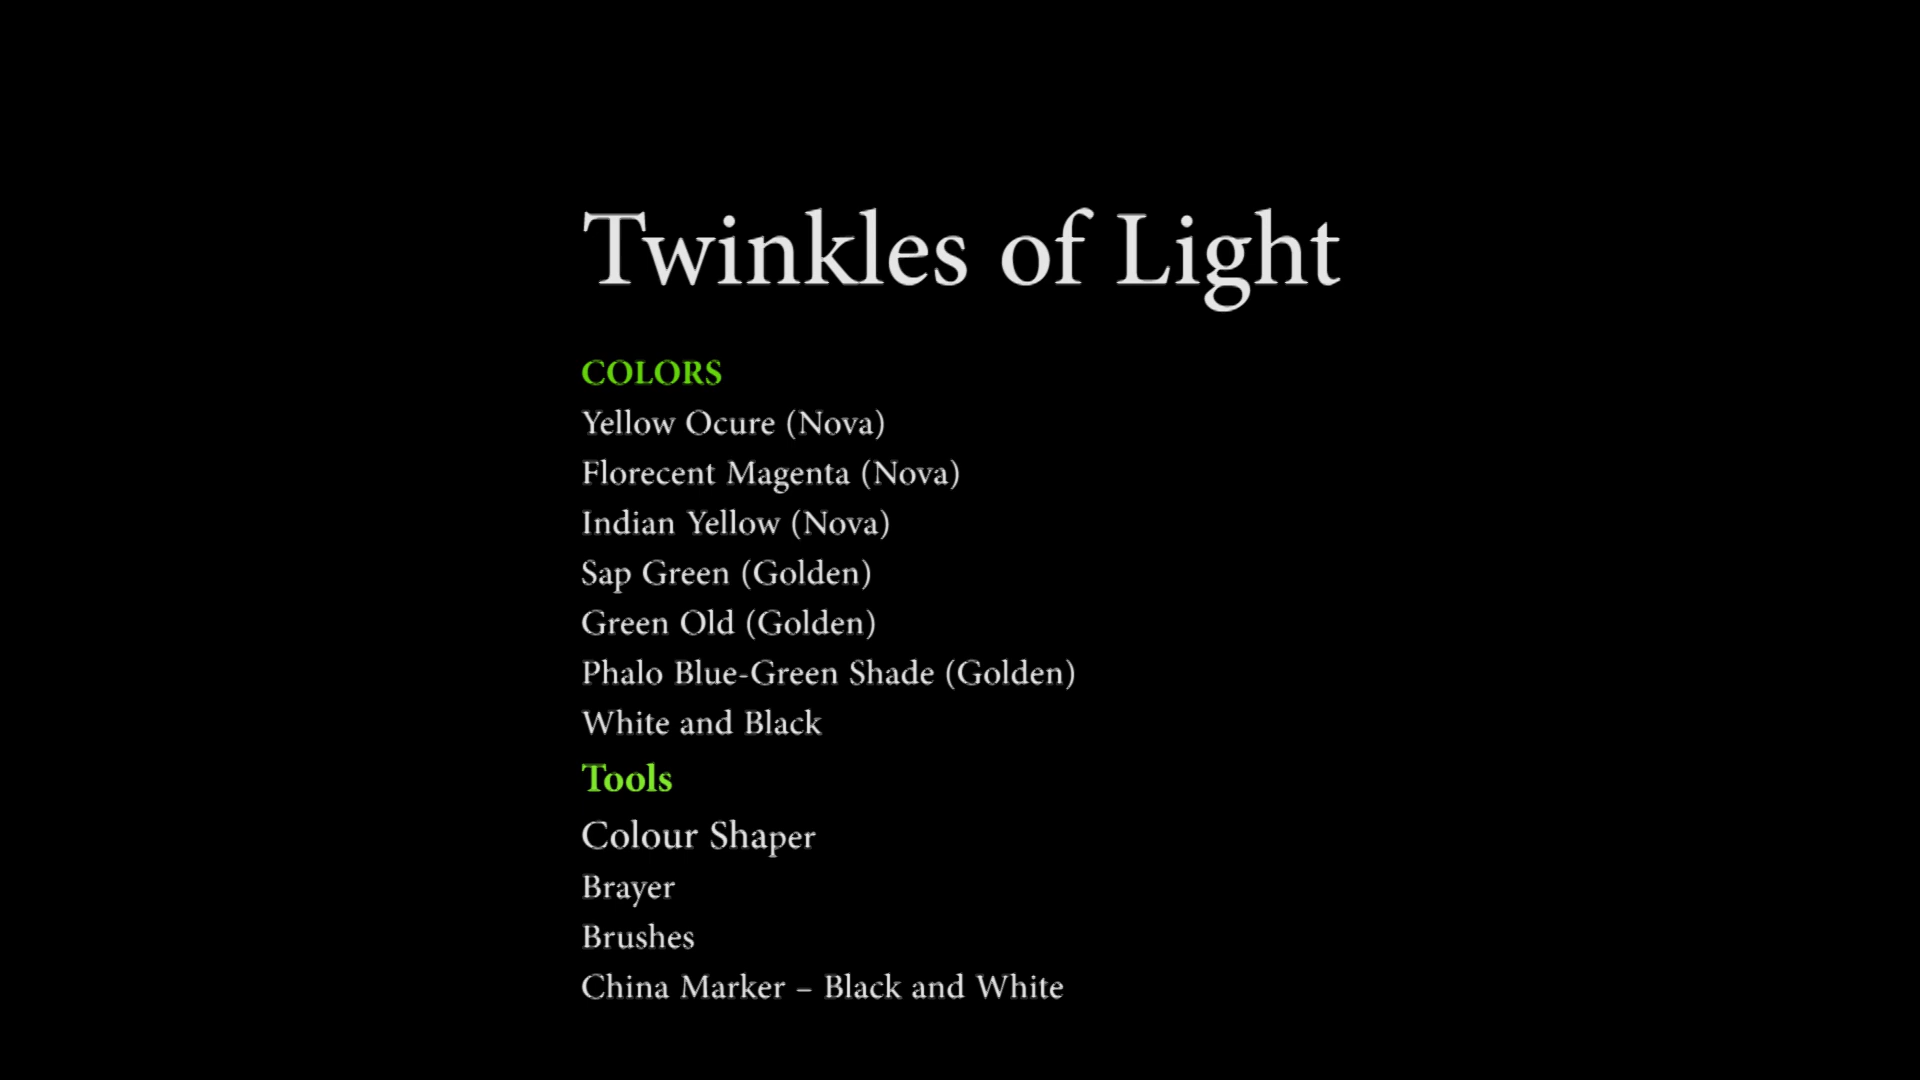 Twinkles of Light
COLORS
Yellow Ocure (Nova)
Florecent Magenta (Nova)
Indian Yellow (Nova)
Sap Green (Golden)
Green Old (Golden)
Phalo Blue-Green Shade (Golden)
White and Black
Tools
Colour Shaper
Brayer
Brushes
China Marker – Black and White